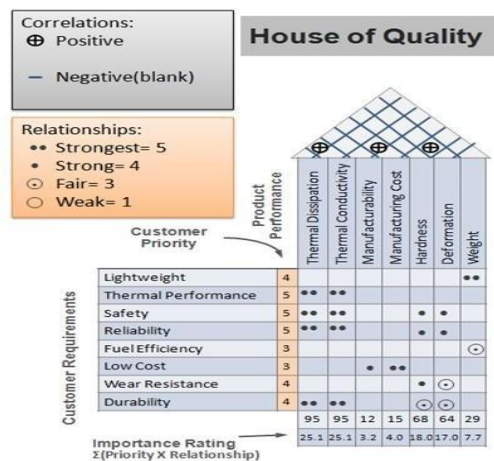 Correlations:
Positive
Negative(blank)
House of Quality
Relationships:
Strongest= 5
Strong= 4
Fair= 3
Weak= 1
Customer
Priority
Product
Performance
Thermal Dissipation
Thermal Conductivity
Manufacturability
Manufacturing Cost
Hardness
Deformation
Weight
Customer Requirements
Lightweight 4
Thermal Performance 5
Safety 5
Reliability 5
Fuel Efficiency 3
Low Cost 3
Wear Resistance 4
Durability 4
95 95 12 15 68 64 29
Importance Rating 25.1 25.1 3.2 4.0 18.0 17.0 7.7
Σ(Priority X Relationship)